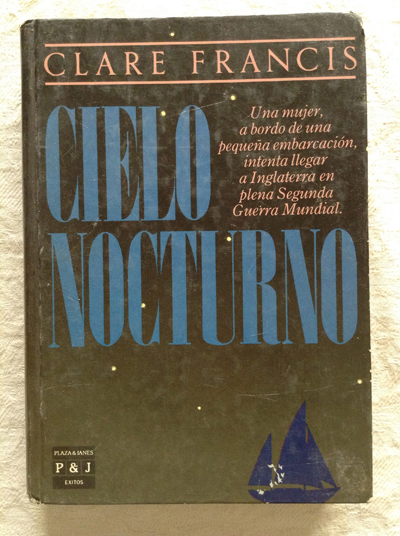 CLARE FRANCIS
CIELO
NOCTURNO
Una mujer,
a bordo de una
pequeña embarcación,
intenta llegar
a Inglaterra en
plena Segunda
Guerra Mundial.
PLAZA & JANES
P & J
EXITOS